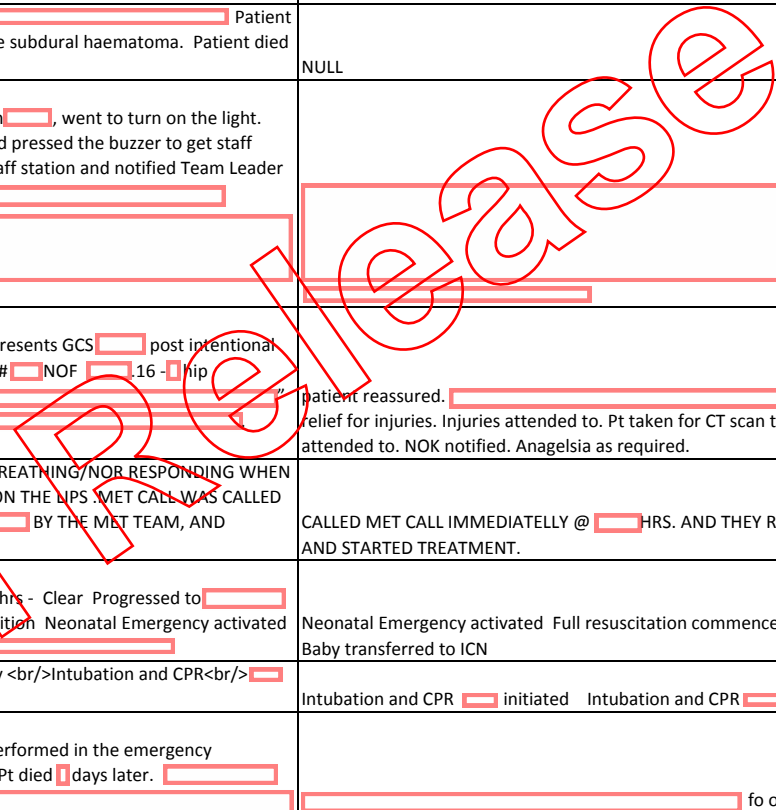 Patient
e subdural haematoma.  Patient died
NULL
, went to turn on the light.
d pressed the buzzer to get staff
aff station and notified Team Leader
resents GCS post intentional
# NOF .16 - hip
"
patient reassured.
relief for injuries. Injuries attended to. Pt taken for CT scan t
attended to. NOK notified. Anagelsia as required.
REATHING/NOR RESPONDING WHEN
ON THE LIPS .MET CALL WAS CALLED
BY THE MET TEAM, AND
CALLED MET CALL IMMEDIATELLY @ HRS. AND THEY R
AND STARTED TREATMENT.
hrs -  Clear  Progressed to
ition  Neonatal Emergency activated
Neonatal Emergency activated  Full resuscitation commence
Baby transferred to ICN
y <br/>Intubation and CPR<br/>
Intubation and CPR initiated    Intubation and CPR
erformed in the emergency
Pt died days later.
fo o
Release